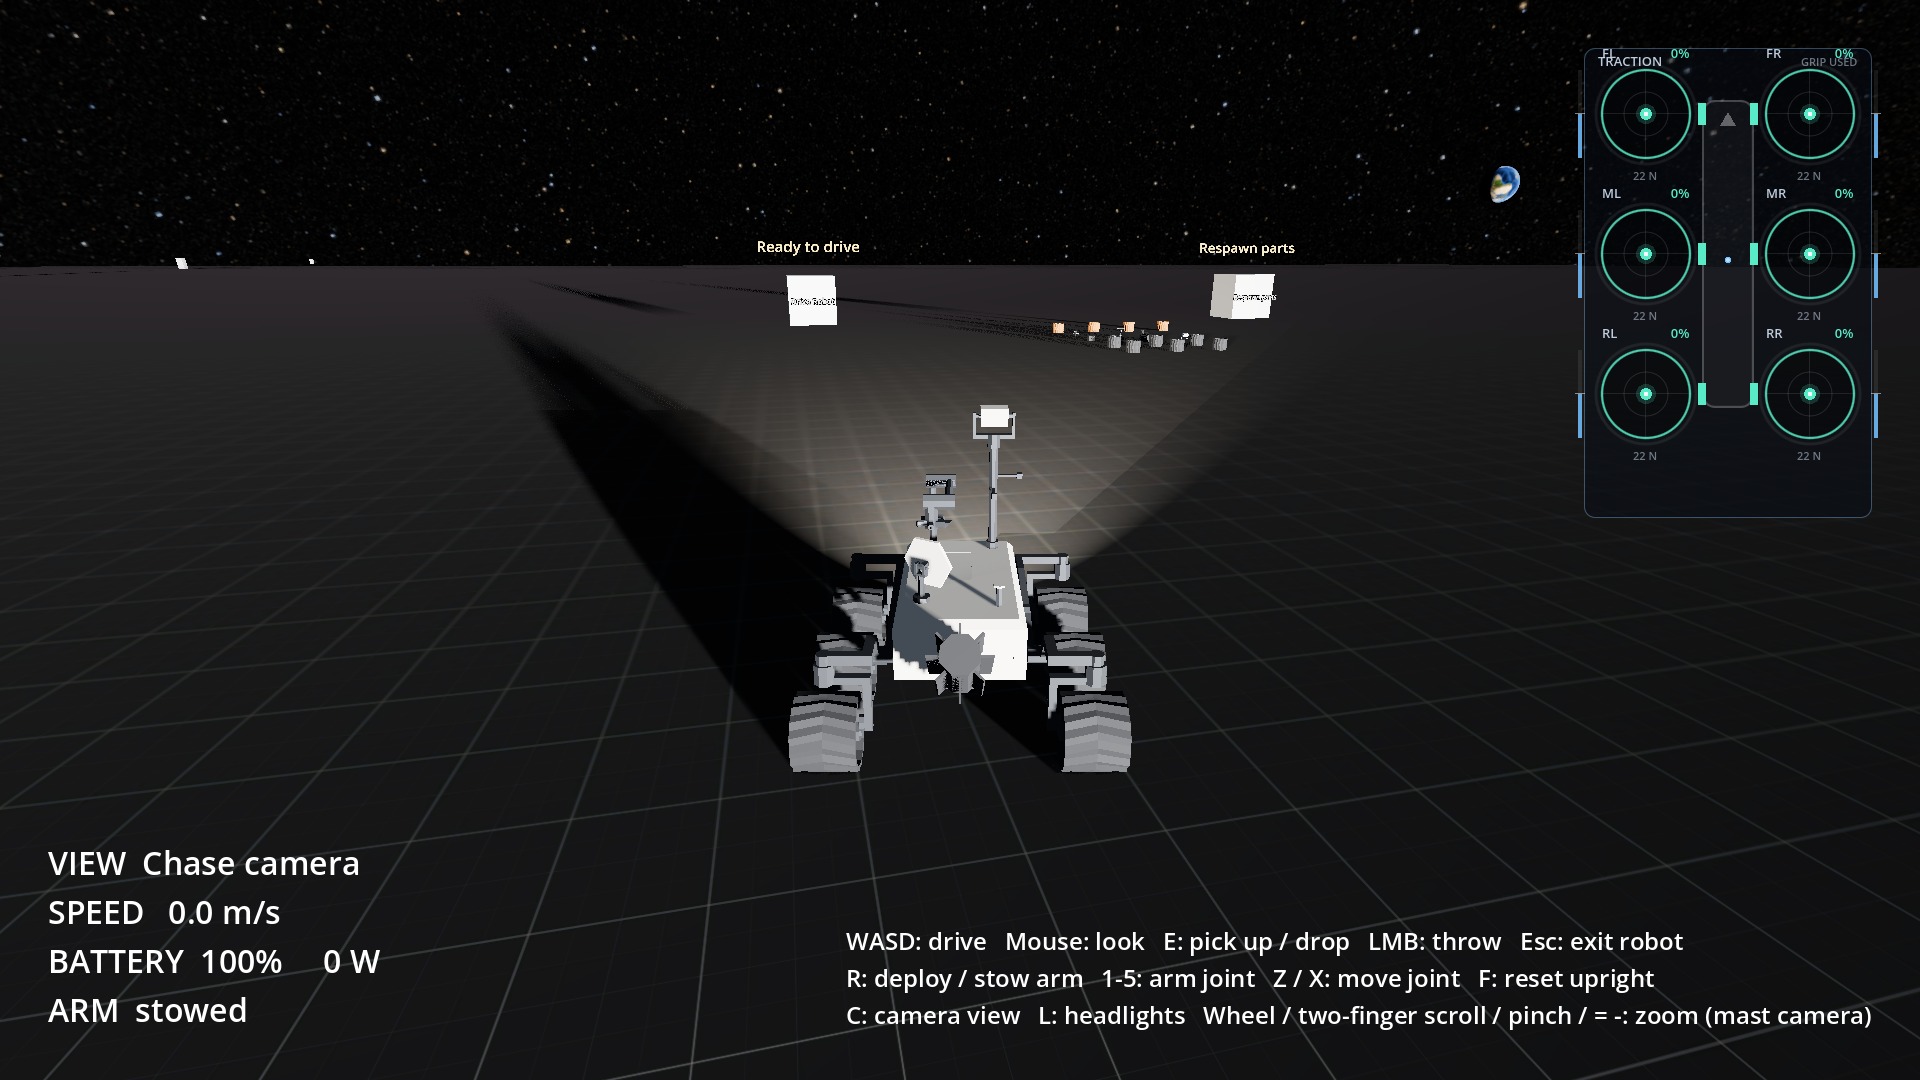 FL 0% FR 0%
TRACTION GRIP USED
22 N 22 N
ML 0% MR 0%
22 N 22 N
RL 0% RR 0%
22 N 22 N
Ready to drive
Respawn parts
Respawn parts
VIEW Chase camera
SPEED 0.0 m/s
BATTERY 100% 0 W
ARM stowed
WASD: drive Mouse: look E: pick up / drop LMB: throw Esc: exit robot
R: deploy / stow arm 1-5: arm joint Z / X: move joint F: reset upright
C: camera view L: headlights Wheel / two-finger scroll / pinch / = -: zoom (mast camera)